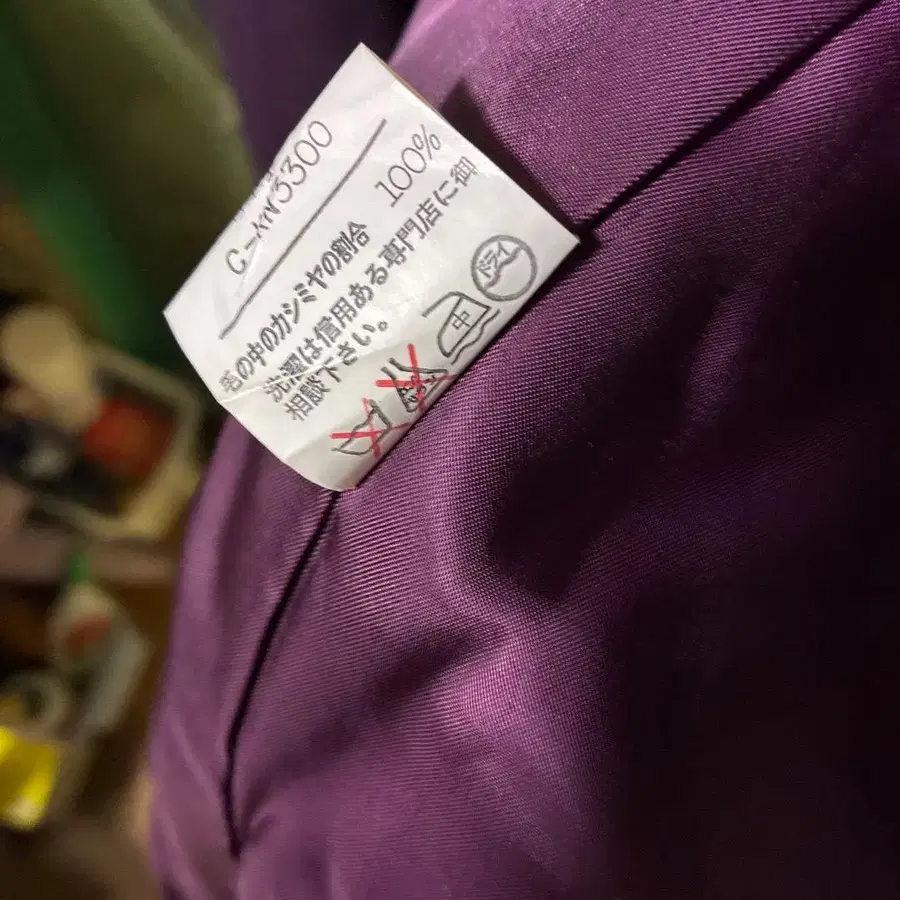 3300
毛の中のカシミヤの割合
100%
洗濯は信用ある専門店に御
相談下さい。
中
ドライ